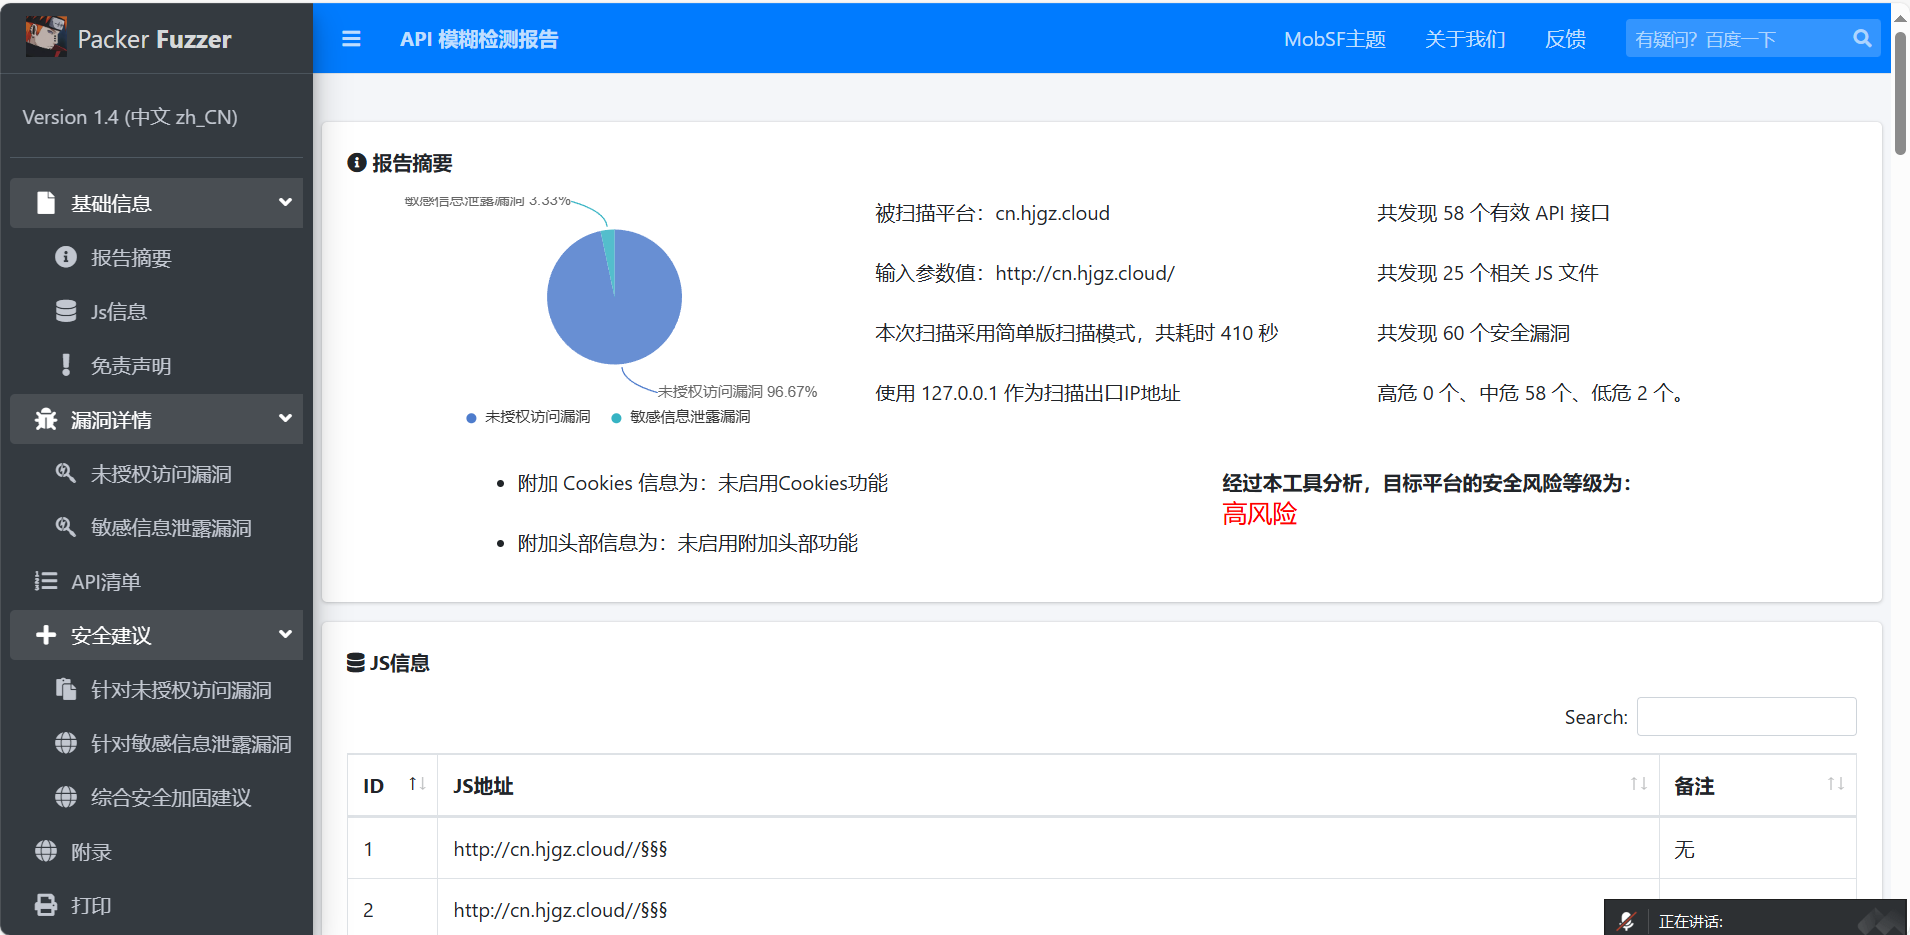 Packer Fuzzer
API 模糊检测报告
MobSF主题
关于我们
反馈
有疑问？百度一下
Version 1.4 (中文 zh_CN)
基础信息
报告摘要
Js信息
免责声明
漏洞详情
未授权访问漏洞
敏感信息泄露漏洞
API清单
安全建议
针对未授权访问漏洞
针对敏感信息泄露漏洞
综合安全加固建议
附录
打印
报告摘要
敏感信息泄露漏洞 3.33%
未授权访问漏洞 96.67%
未授权访问漏洞
敏感信息泄露漏洞
被扫描平台：cn.hjgz.cloud
输入参数值：http://cn.hjgz.cloud/
本次扫描采用简单版扫描模式，共耗时 410 秒
使用 127.0.0.1 作为扫描出口IP地址
共发现 58 个有效 API 接口
共发现 25 个相关 JS 文件
共发现 60 个安全漏洞
高危 0 个、中危 58 个、低危 2 个。
附加 Cookies 信息为：未启用Cookies功能
附加头部信息为：未启用附加头部功能
经过本工具分析，目标平台的安全风险等级为：
高风险
JS信息
Search:
ID
JS地址
备注
1
http://cn.hjgz.cloud//§§§
无
2
http://cn.hjgz.cloud//§§§
正在讲话: